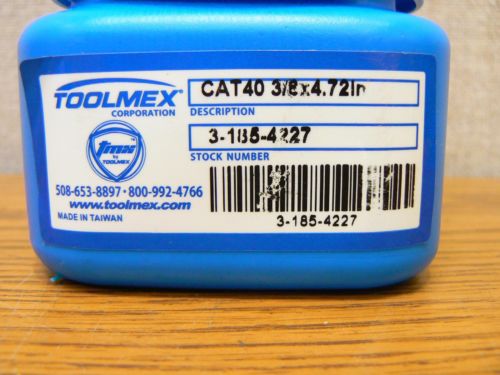 TOOLMEX®
CORPORATION
tmx
by
TOOLMEX
508-653-8897 • 800-992-4766
www.toolmex.com
MADE IN TAIWAN
CAT40 3/8x4.72In
DESCRIPTION
3-185-4227
STOCK NUMBER
3-185-4227